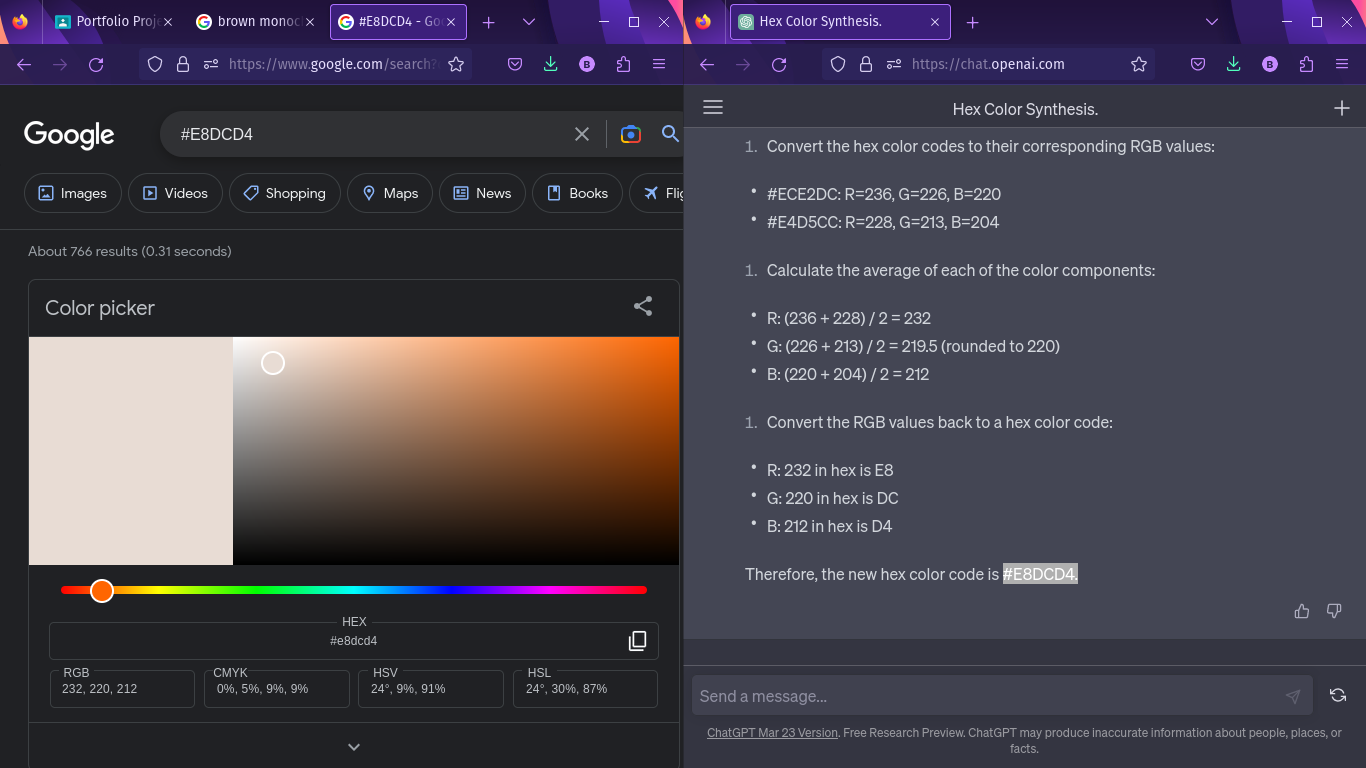 Portfolio Proj
brown monoc
#E8DCD4 - Goo
https://www.google.com/search?
B
Google
#E8DCD4
Images
Videos
Shopping
Maps
News
Books
Flig
About 766 results (0.31 seconds)
Color picker
HEX
#e8dcd4
RGB
232, 220, 212
CMYK
0%, 5%, 9%, 9%
HSV
24°, 9%, 91%
HSL
24°, 30%, 87%
Hex Color Synthesis.
https://chat.openai.com
B
Hex Color Synthesis.
1. Convert the hex color codes to their corresponding RGB values:
• #ECE2DC: R=236, G=226, B=220
• #E4D5CC: R=228, G=213, B=204
1. Calculate the average of each of the color components:
• R: (236 + 228) / 2 = 232
• G: (226 + 213) / 2 = 219.5 (rounded to 220)
• B: (220 + 204) / 2 = 212
1. Convert the RGB values back to a hex color code:
• R: 232 in hex is E8
• G: 220 in hex is DC
• B: 212 in hex is D4
Therefore, the new hex color code is #E8DCD4.
Send a message...
ChatGPT Mar 23 Version. Free Research Preview. ChatGPT may produce inaccurate information about people, places, or
facts.